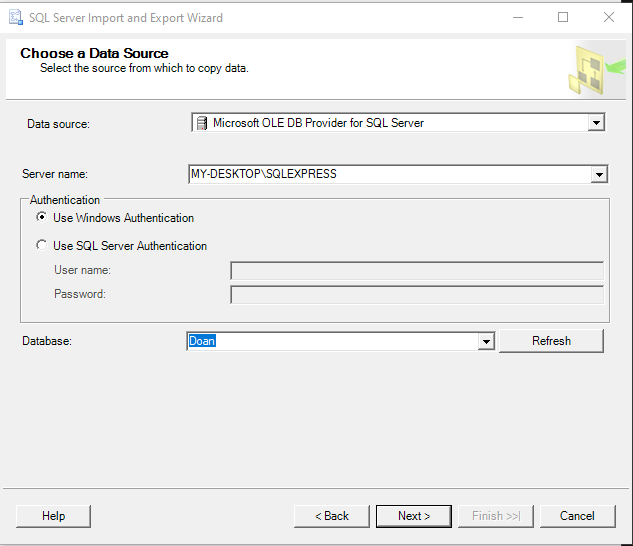 SQL Server Import and Export Wizard
Choose a Data Source
Select the source from which to copy data.
Data source: Microsoft OLE DB Provider for SQL Server
Server name: MY-DESKTOP\SQLEXPRESS
Authentication
Use Windows Authentication
Use SQL Server Authentication
User name:
Password:
Database: Doan Refresh
Help < Back Next > Finish >>| Cancel